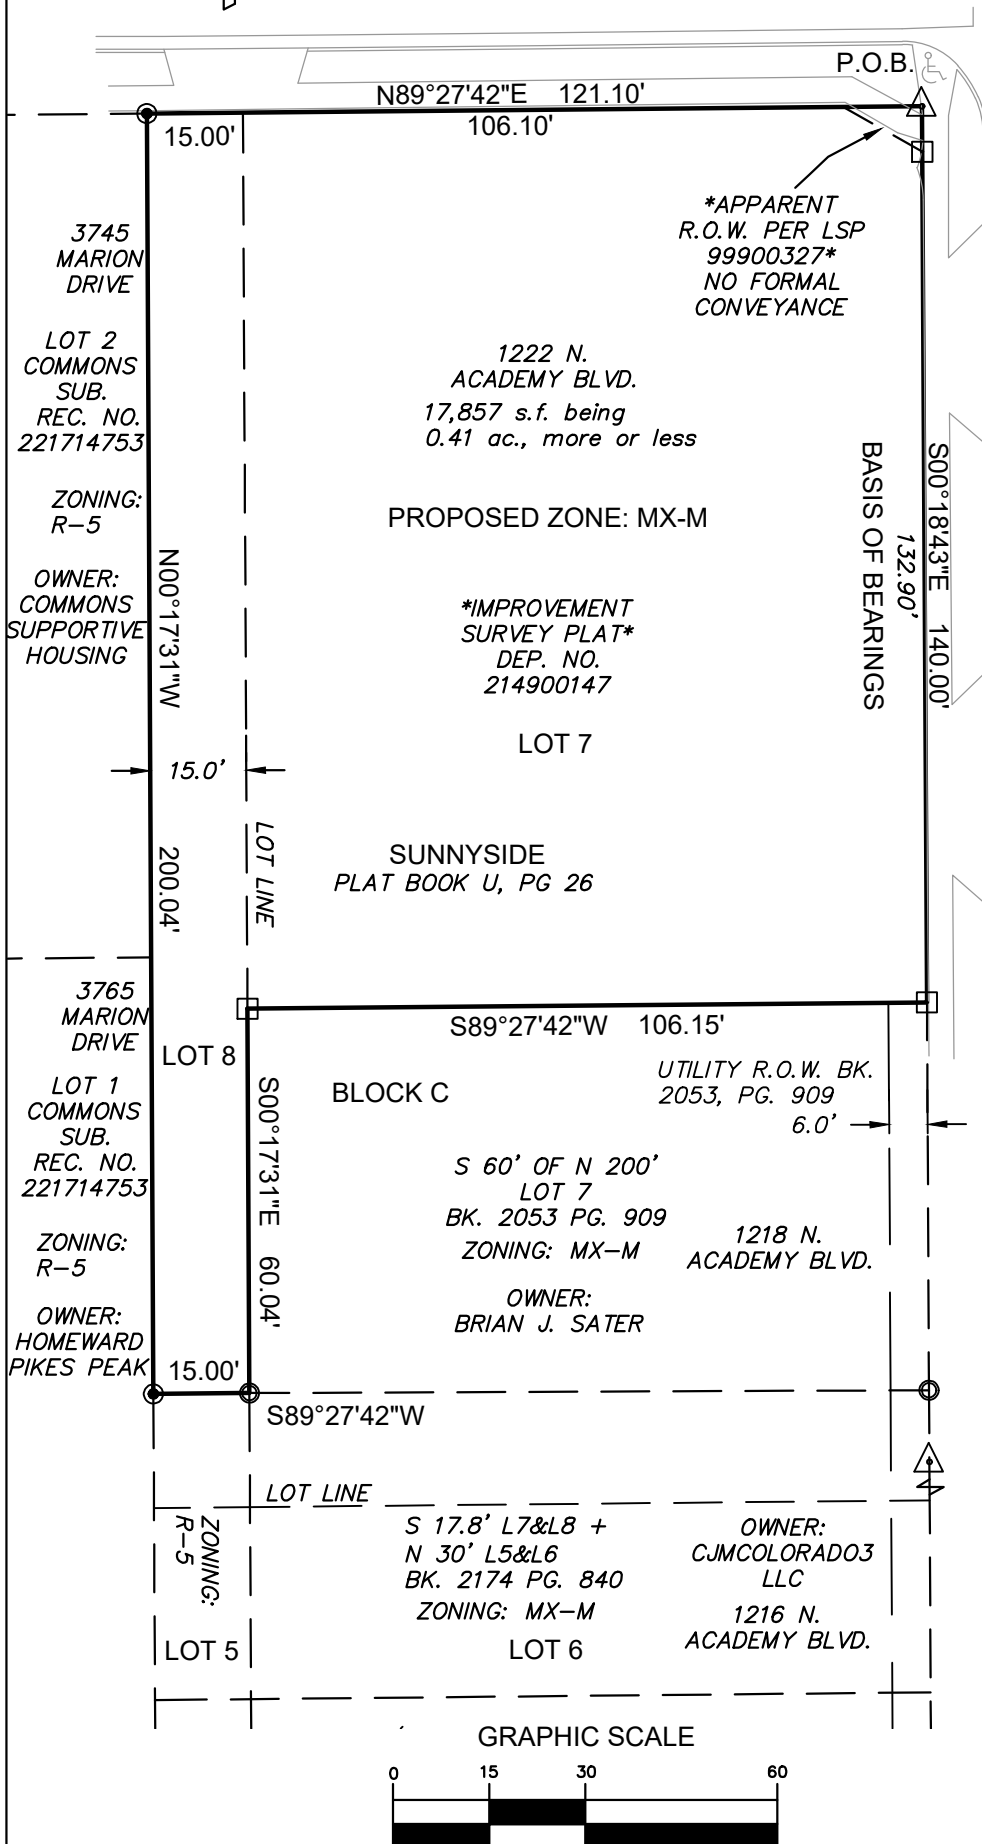 P.O.B.
N89°27'42"E 121.10'
15.00'
106.10'
*APPARENT
R.O.W. PER LSP
99900327*
NO FORMAL
CONVEYANCE
3745
MARION
DRIVE
LOT 2
COMMONS
SUB.
REC. NO.
221714753
ZONING:
R-5
OWNER:
COMMONS
SUPPORTIVE
HOUSING
1222 N.
ACADEMY BLVD.
17,857 s.f. being
0.41 ac., more or less
PROPOSED ZONE: MX-M
*IMPROVEMENT
SURVEY PLAT*
DEP. NO.
214900147
LOT 7
BASIS OF BEARINGS
132.90'
S00°18'43"E 140.00'
N00°17'31"W 200.04'
15.0'
LOT LINE
SUNNYSIDE
PLAT BOOK U, PG 26
3765
MARION
DRIVE
LOT 1
COMMONS
SUB.
REC. NO.
221714753
ZONING:
R-5
OWNER:
HOMEWARD
PIKES PEAK
LOT 8
S89°27'42"W 106.15'
BLOCK C
UTILITY R.O.W. BK.
2053, PG. 909
6.0'
S00°17'31"E 60.04'
S 60' OF N 200'
LOT 7
BK. 2053 PG. 909
ZONING: MX-M
OWNER:
BRIAN J. SATER
1218 N.
ACADEMY BLVD.
15.00'
S89°27'42"W
LOT LINE
ZONING:
R-5
S 17.8' L7&L8 +
N 30' L5&L6
BK. 2174 PG. 840
ZONING: MX-M
OWNER:
CJMCOLORADO3
LLC
1216 N.
ACADEMY BLVD.
LOT 5
LOT 6
GRAPHIC SCALE
0 15 30 60